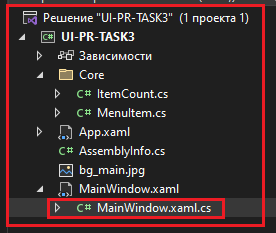 Решение "UI-PR-TASK3" (1 проекта 1)
UI-PR-TASK3
Зависимости
Core
ItemCount.cs
MenuItem.cs
App.xaml
AssemblyInfo.cs
bg_main.jpg
MainWindow.xaml
MainWindow.xaml.cs